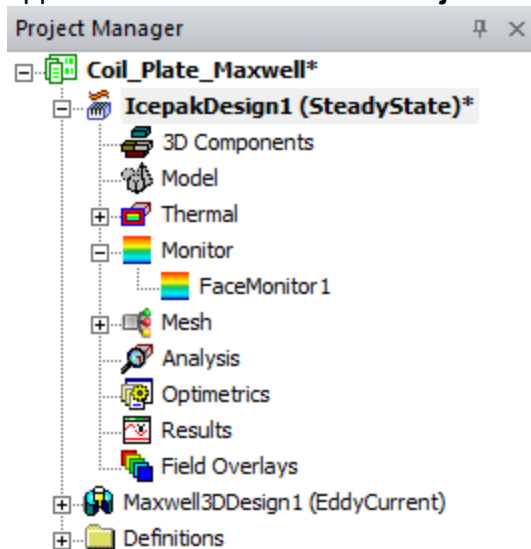 Project Manager
Coil_Plate_Maxwell*
IcepakDesign1 (SteadyState)*
3D Components
Model
Thermal
Monitor
FaceMonitor1
Mesh
Analysis
Optimetrics
Results
Field Overlays
Maxwell3DDesign1 (EddyCurrent)
Definitions